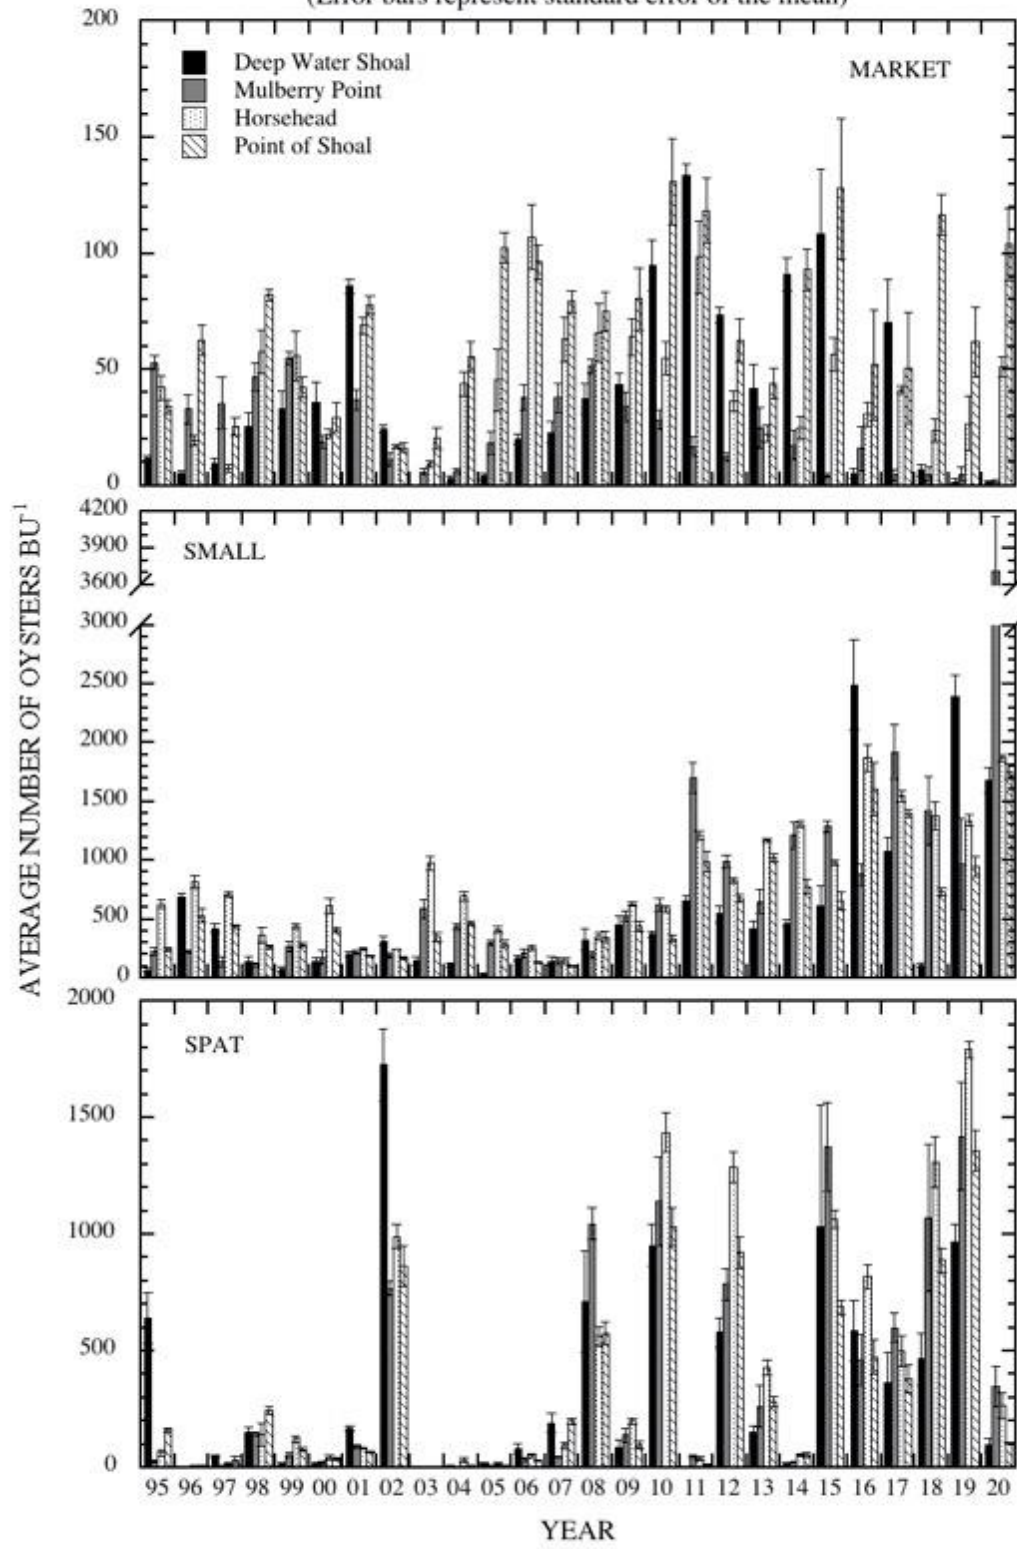 (Error bars represent standard error of the mean)
200
Deep Water Shoal
MARKET
Mulberry Point
Horsehead
Point of Shoal
150
100
50
0
4200
SMALL
3900
3600
3000
2500
2000
1500
1000
500
0
2000
SPAT
1500
1000
500
0
AVERAGE NUMBER OF OYSTERS BU⁻¹
95 96 97 98 99 00 01 02 03 04 05 06 07 08 09 10 11 12 13 14 15 16 17 18 19 20
YEAR